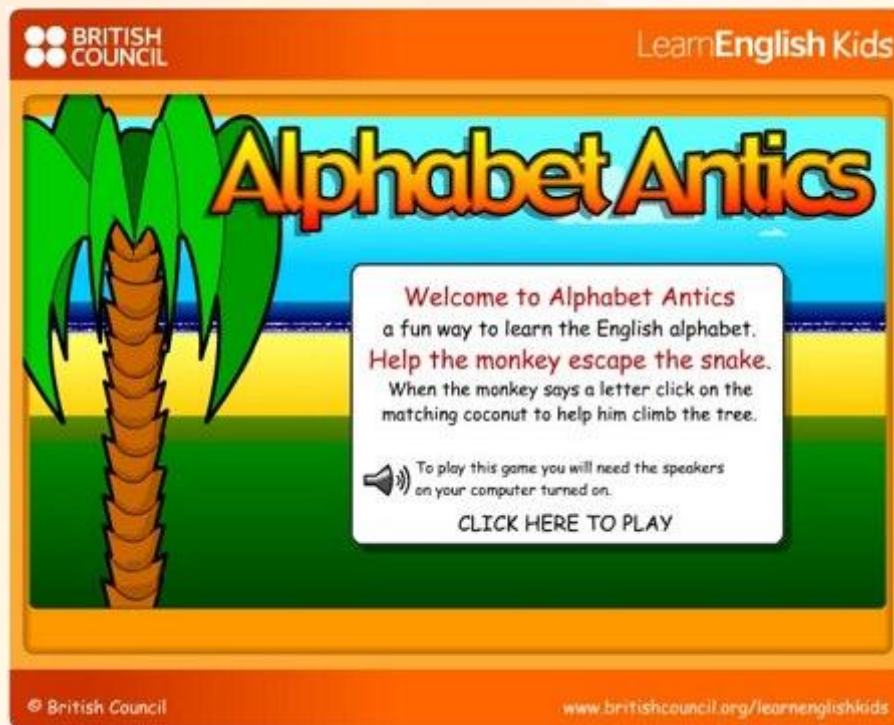 BRITISH
COUNCIL
LearnEnglish Kids
Alphabet Antics
Welcome to Alphabet Antics
a fun way to learn the English alphabet.
Help the monkey escape the snake.
When the monkey says a letter click on the
matching coconut to help him climb the tree.
To play this game you will need the speakers
on your computer turned on.
CLICK HERE TO PLAY
© British Council
www.britishcouncil.org/learnenglishkids